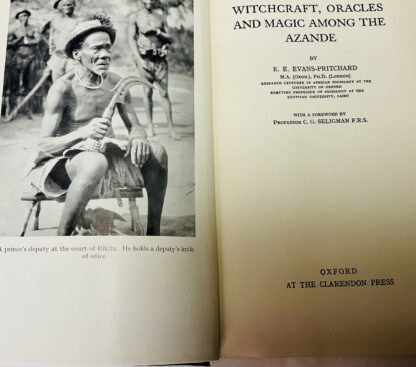 A prince's deputy at the court of Rikita. He holds a deputy's knife
of office
WITCHCRAFT, ORACLES
AND MAGIC AMONG THE
AZANDE
BY
E. E. EVANS-PRITCHARD
M.A. (OXON.), PH.D. (LONDON)
RESEARCH LECTURER IN AFRICAN SOCIOLOGY AT THE
UNIVERSITY OF OXFORD
SOMETIME PROFESSOR OF SOCIOLOGY AT THE
EGYPTIAN UNIVERSITY, CAIRO
WITH A FOREWORD BY
PROFESSOR C. G. SELIGMAN F.R.S.
OXFORD
AT THE CLARENDON PRESS